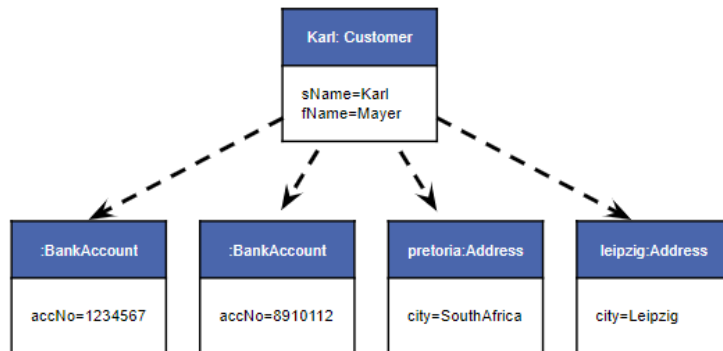 Karl: Customer
sName=Karl
fName=Mayer
:BankAccount
accNo=1234567
:BankAccount
accNo=8910112
pretoria:Address
city=SouthAfrica
leipzig:Address
city=Leipzig